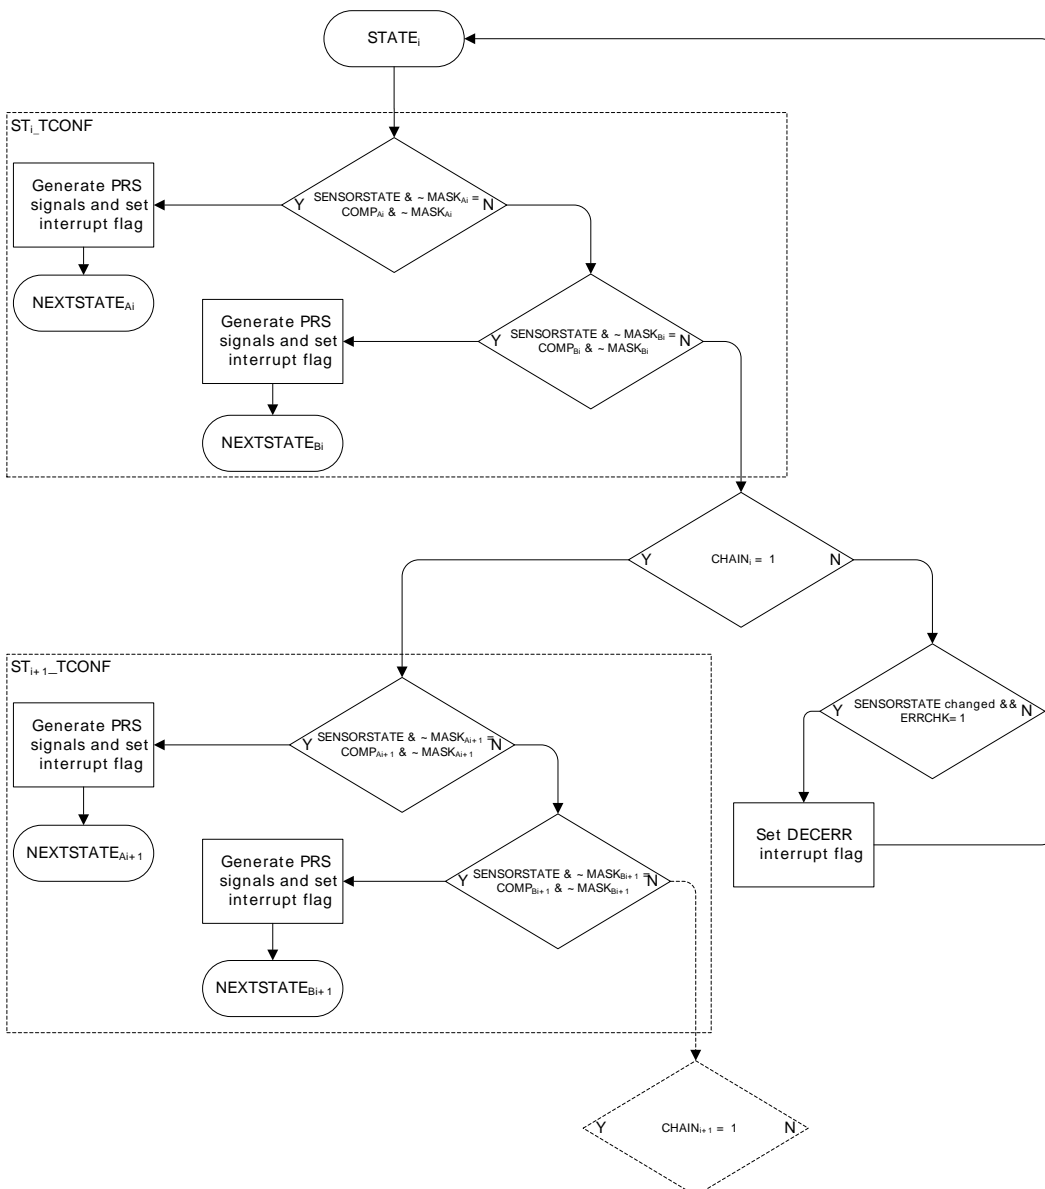 STATEi
STi_TCONF
Generate PRS
signals and set
interrupt flag
Y
SENSORSTATE & ~ MASKAi =
COMPAi & ~ MASKAi
N
NEXTSTATEAi
Generate PRS
signals and set
interrupt flag
Y
SENSORSTATE & ~ MASKBi =
COMPBi & ~ MASKBi
N
NEXTSTATEBi
Y
CHAINi = 1
N
STi+1_TCONF
Y
SENSORSTATE changed &&
ERRCHK= 1
N
Generate PRS
signals and set
interrupt flag
Y
SENSORSTATE & ~ MASKAi+1 =
COMPAi+1 & ~ MASKAi+1
N
Set DECERR
interrupt flag
NEXTSTATEAi+1
Generate PRS
signals and set
interrupt flag
Y
SENSORSTATE & ~ MASKBi+1 =
COMPBi+1 & ~ MASKBi+1
N
NEXTSTATEBi+1
Y
CHAINi+1 = 1
N